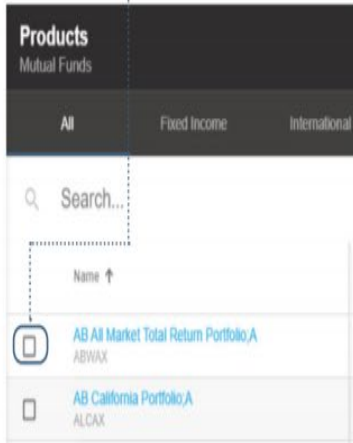 Products
Mutual Funds
All Fixed Income International
Search...
Name ↑
AB All Market Total Return Portfolio;A
ABWAX
AB California Portfolio;A
ALCAX